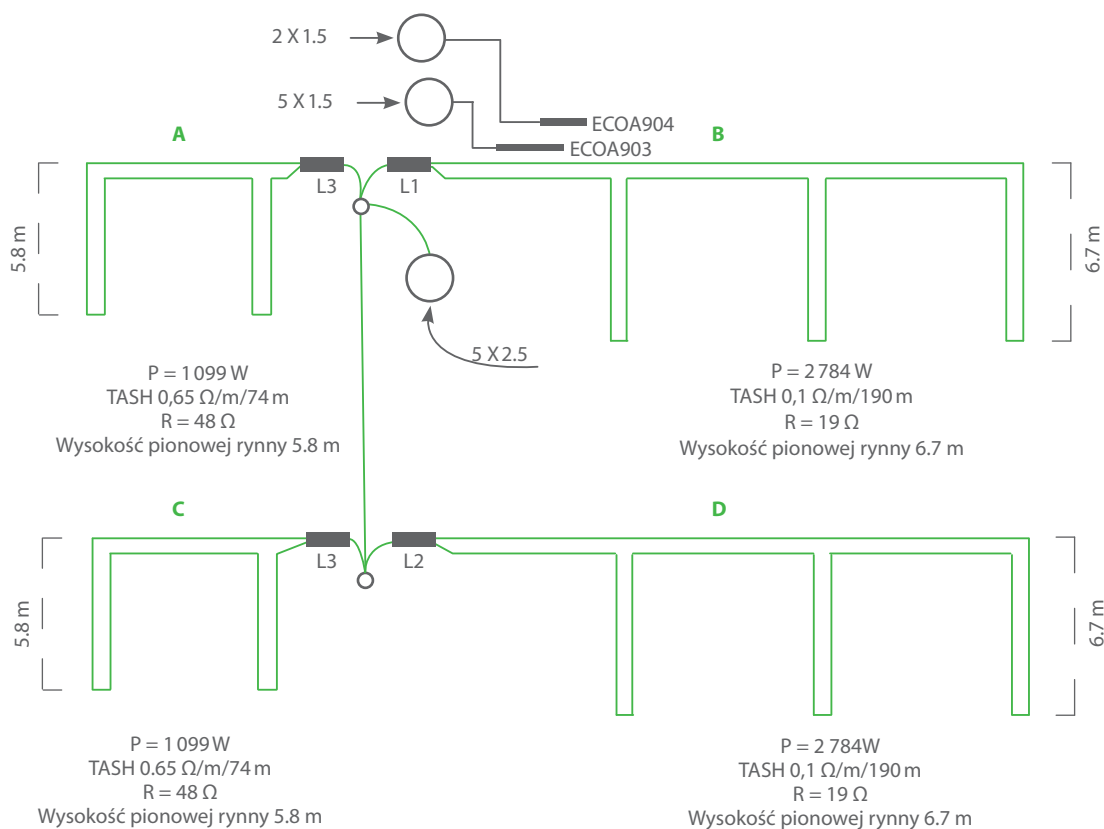 2 X 1.5
5 X 1.5
ECOA904
ECOA903
A
B
L3
L1
5.8 m
6.7 m
5 X 2.5
P = 1 099 W
TASH 0,65 Ω/m/74 m
R = 48 Ω
Wysokość pionowej rynny 5.8 m
P = 2 784 W
TASH 0,1 Ω/m/190 m
R = 19 Ω
Wysokość pionowej rynny 6.7 m
C
D
L3
L2
5.8 m
6.7 m
P = 1 099 W
TASH 0.65 Ω/m/74 m
R = 48 Ω
Wysokość pionowej rynny 5.8 m
P = 2 784W
TASH 0,1 Ω/m/190 m
R = 19 Ω
Wysokość pionowej rynny 6.7 m